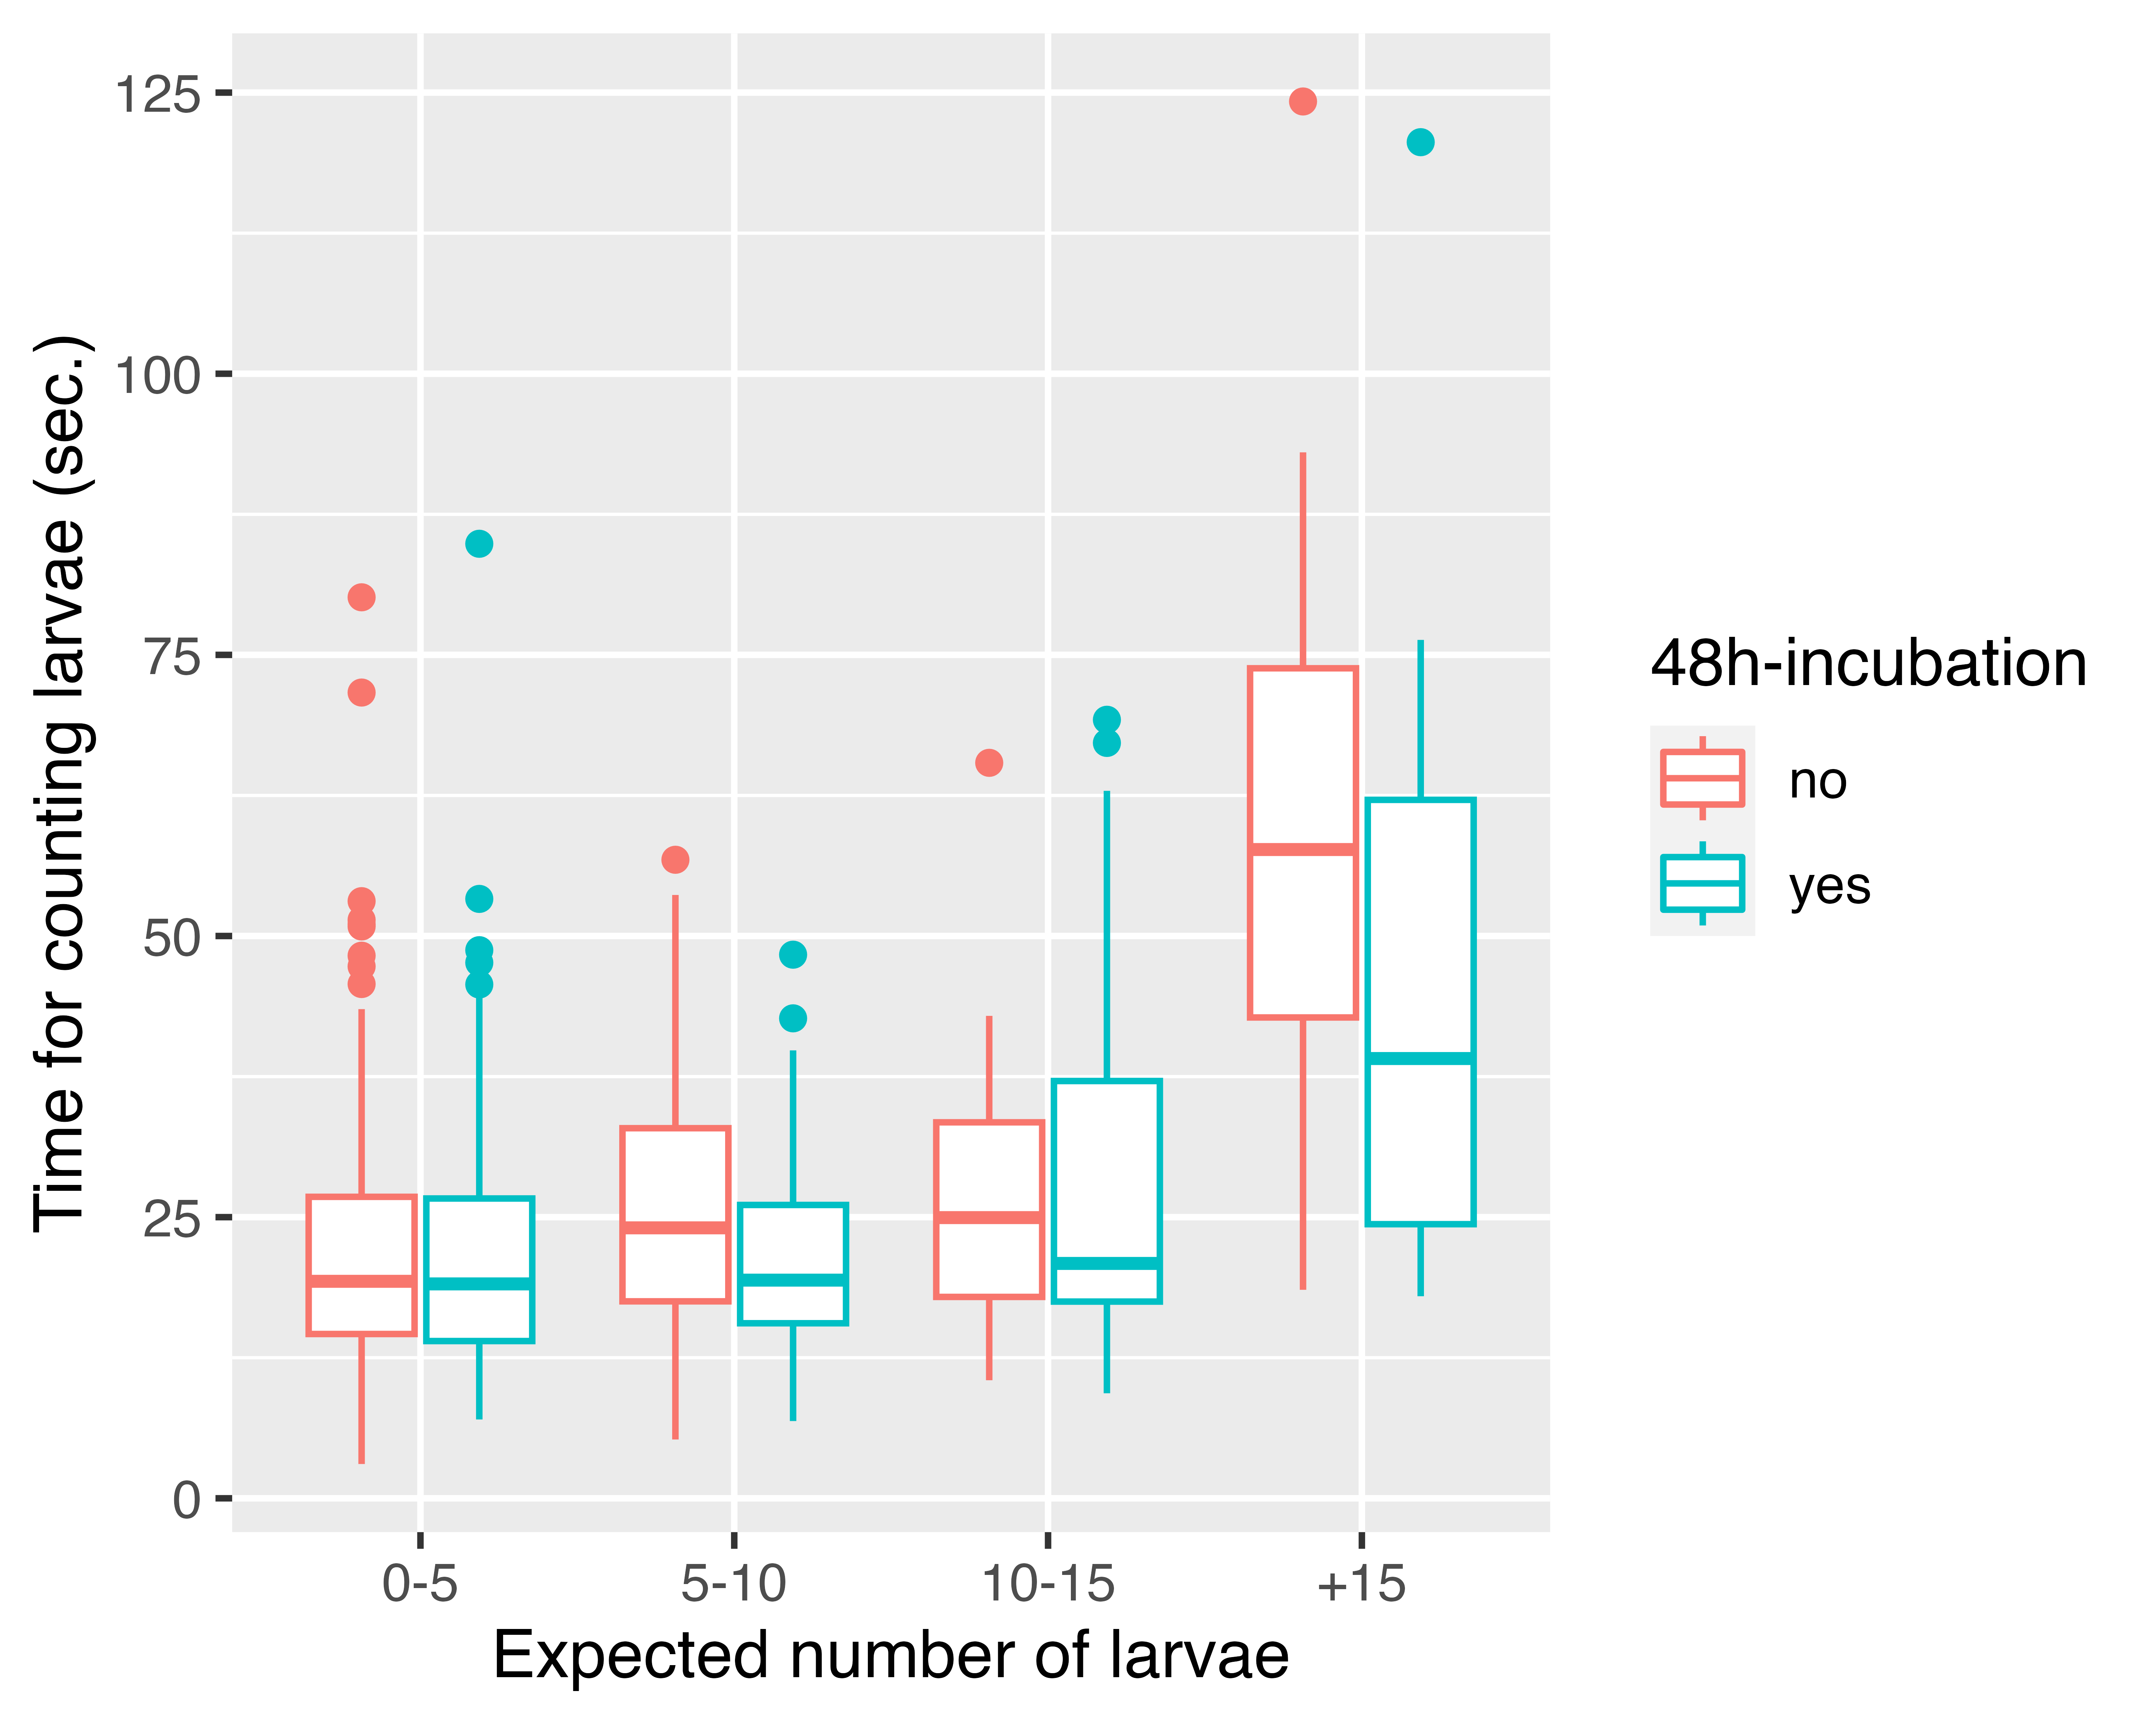 Time for counting larvae (sec.)
125
100
75
50
25
0
0-5
5-10
10-15
+15
Expected number of larvae
48h-incubation
no
yes